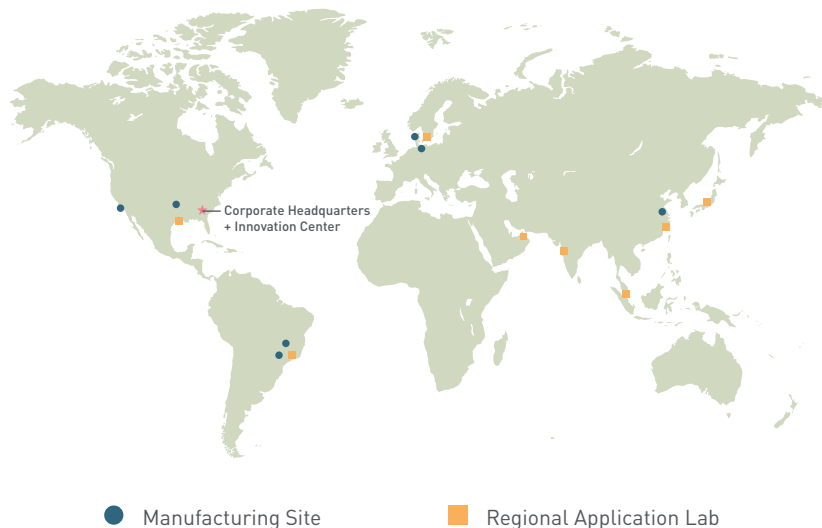 Corporate Headquarters
+ Innovation Center
Manufacturing Site
Regional Application Lab